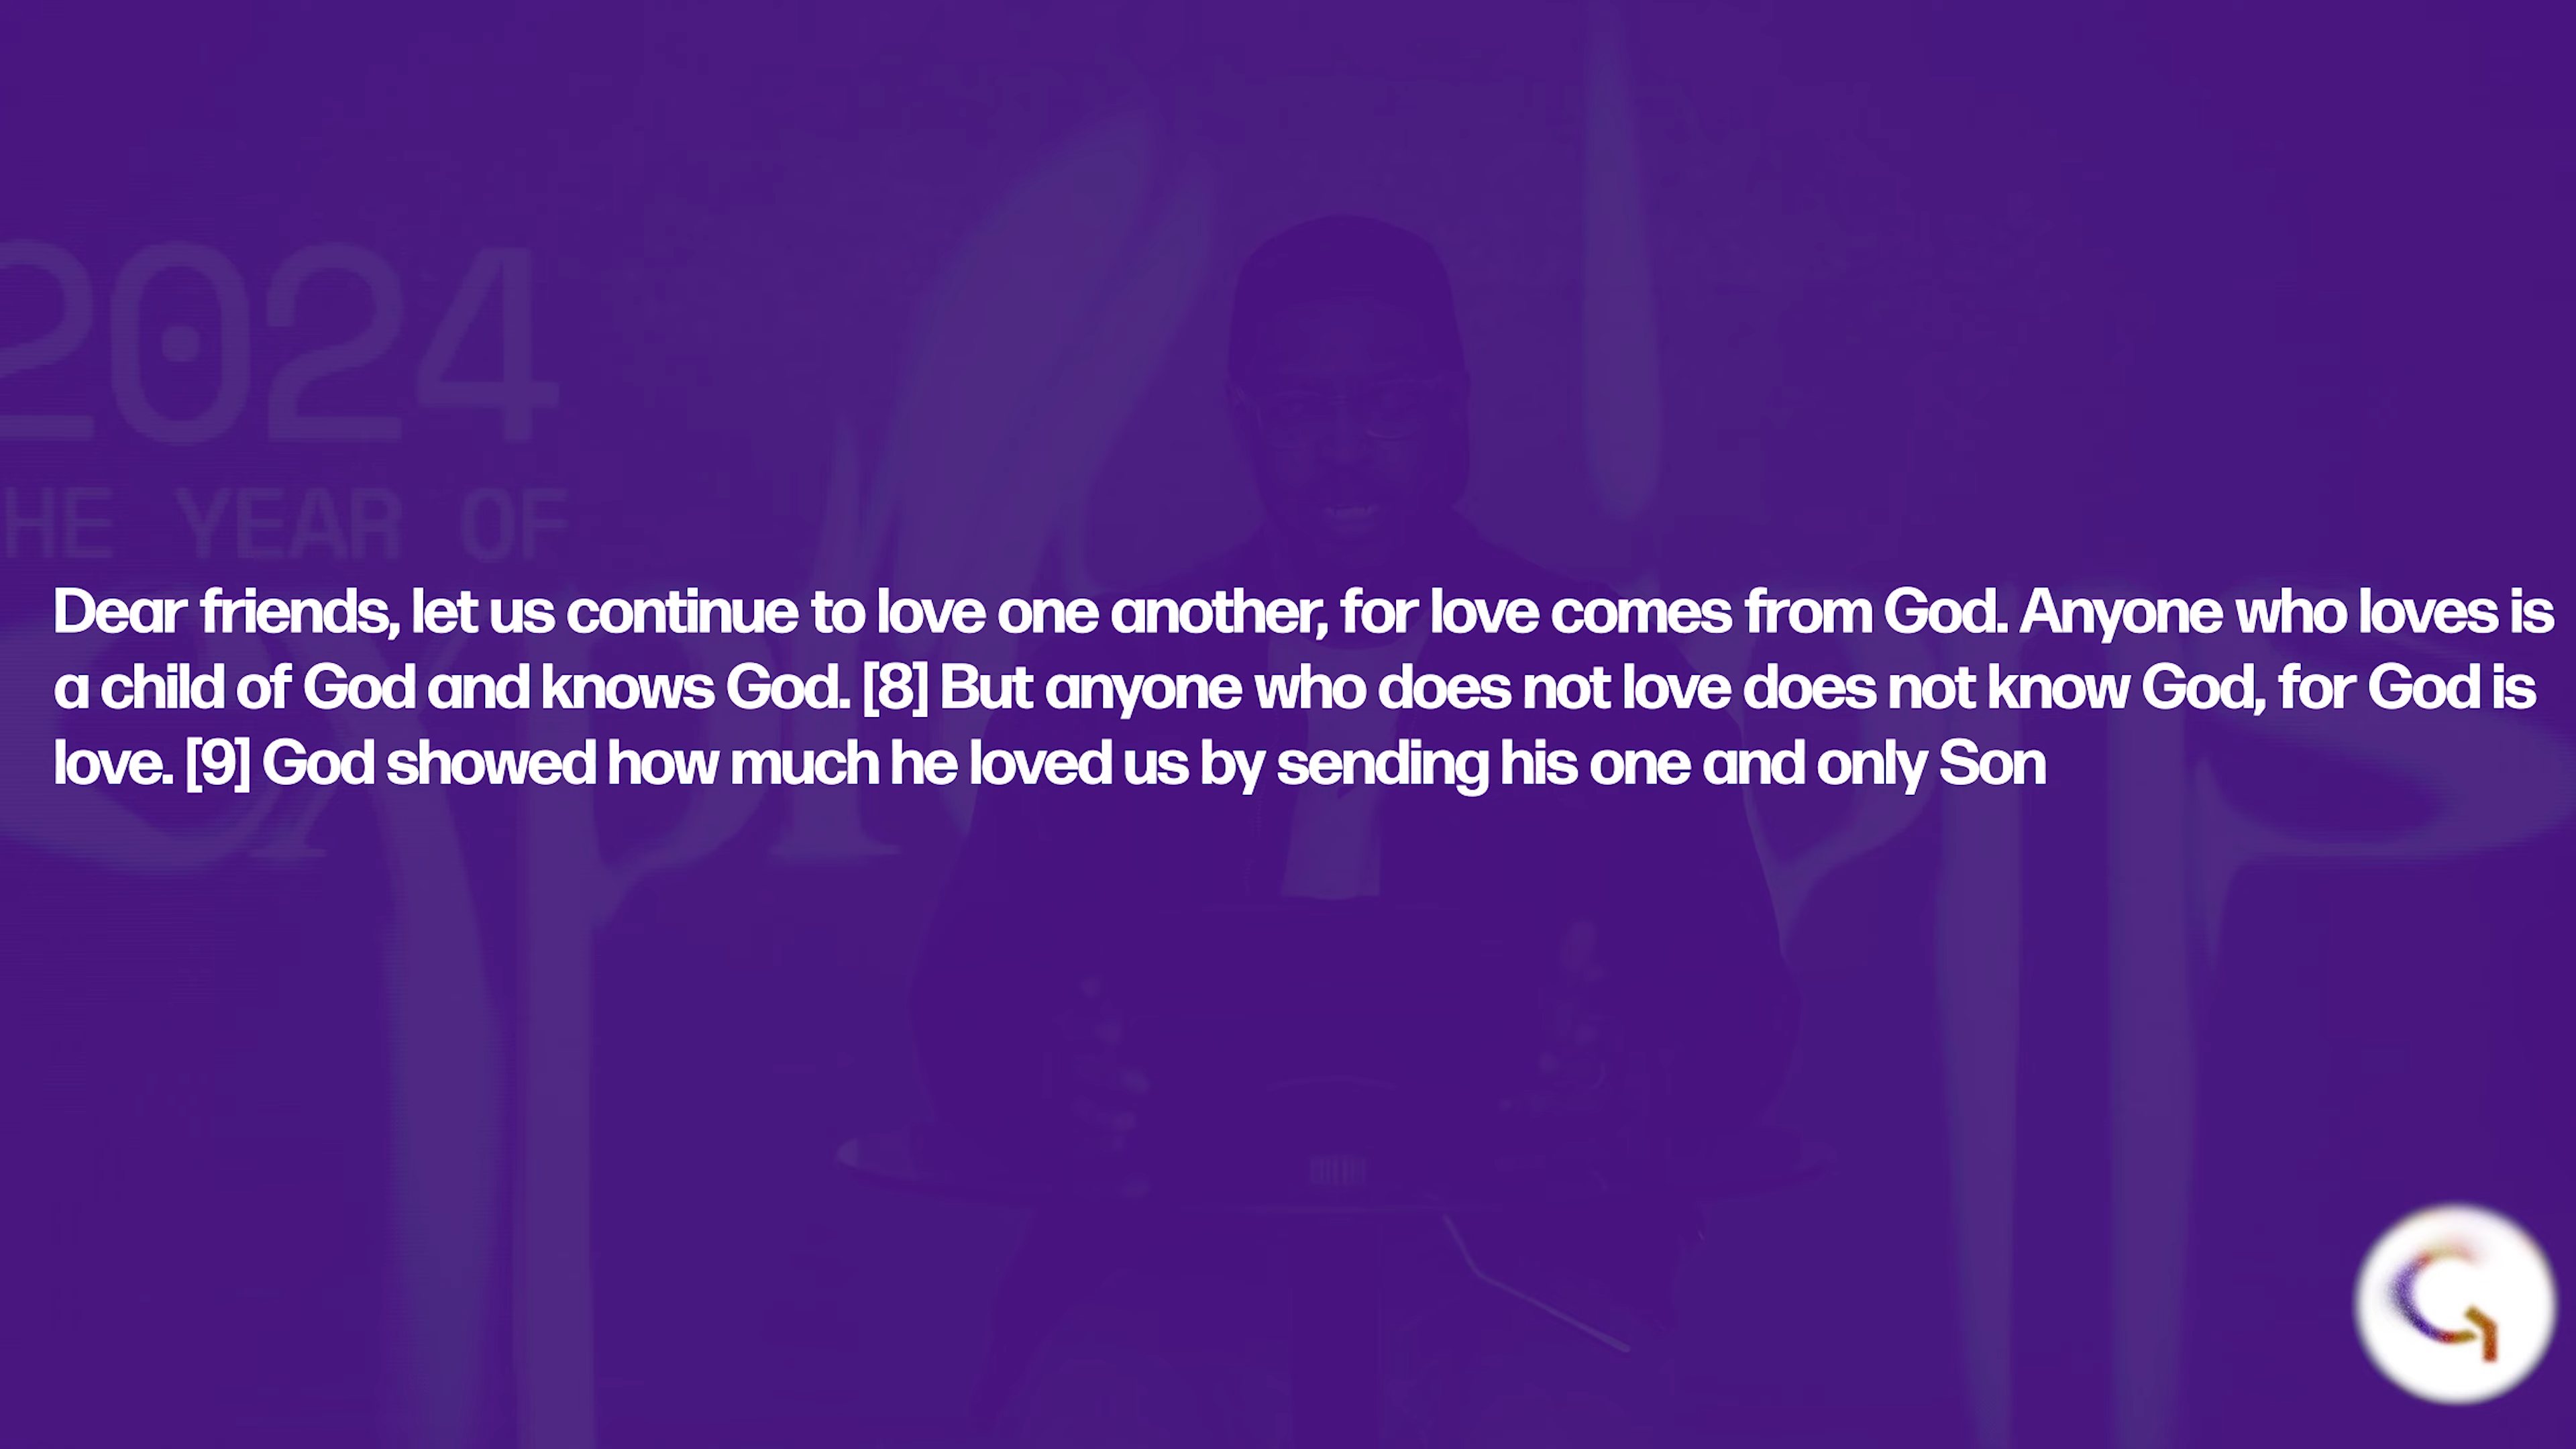 2024
HE YEAR OF
Dear friends, let us continue to love one another, for love comes from God. Anyone who loves is
a child of God and knows God. [8] But anyone who does not love does not know God, for God is
love. [9] God showed how much he loved us by sending his one and only Son